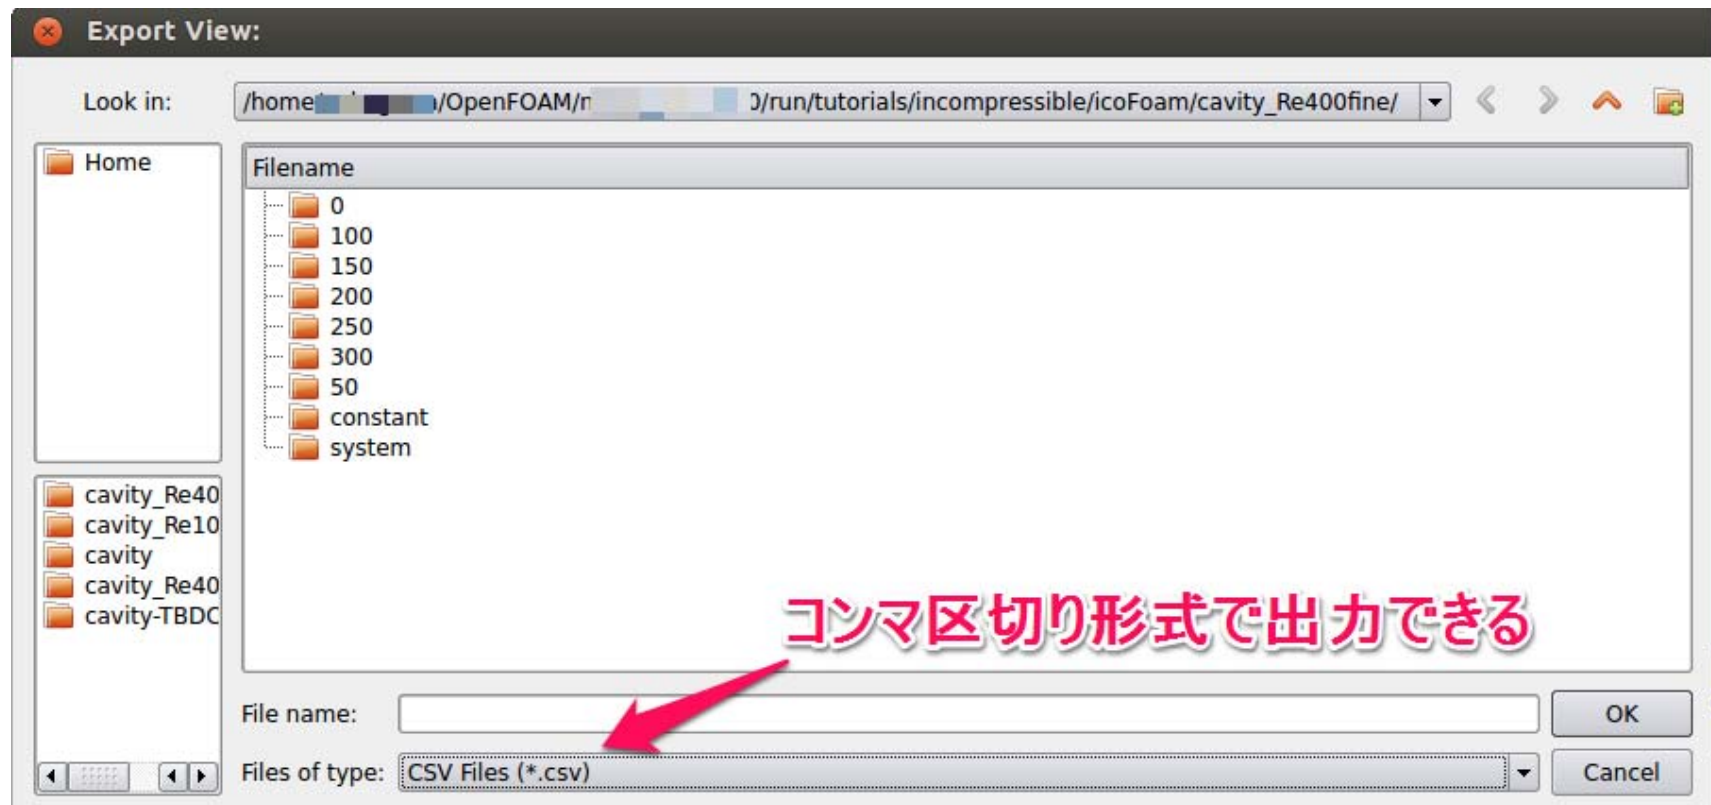 Export View:
Look in:
/home /OpenFOAM/ 0/run/tutorials/incompressible/icoFoam/cavity_Re400fine/
Home
Filename
0
100
150
200
250
300
50
constant
system
cavity_Re40
cavity_Re10
cavity
cavity_Re40
cavity-TBDC
コンマ区切り形式で出力できる
File name:
OK
Files of type:
CSV Files (*.csv)
Cancel